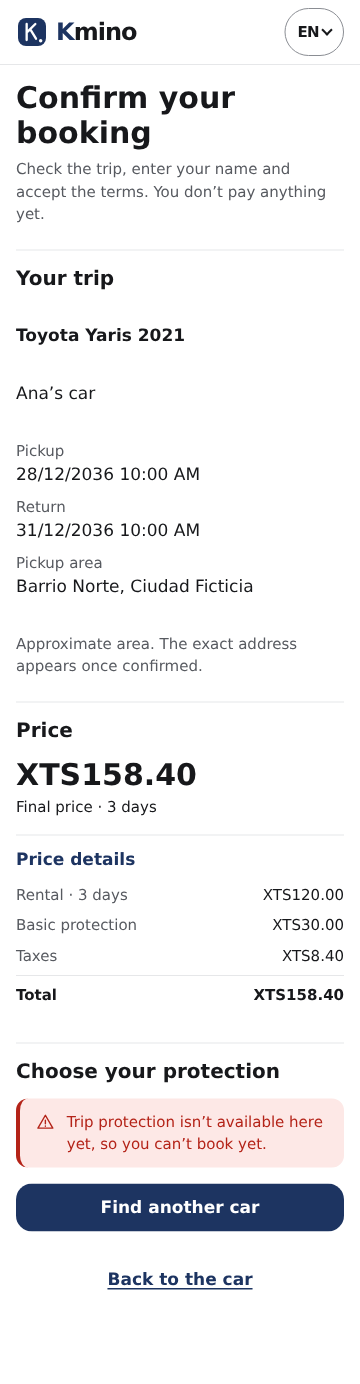 K. Kmino
EN
Confirm your
booking
Check the trip, enter your name and
accept the terms. You don’t pay anything
yet.
Your trip
Toyota Yaris 2021
Ana’s car
Pickup
28/12/2036 10:00 AM
Return
31/12/2036 10:00 AM
Pickup area
Barrio Norte, Ciudad Ficticia
Approximate area. The exact address
appears once confirmed.
Price
XTS158.40
Final price · 3 days
Price details
Rental · 3 days XTS120.00
Basic protection XTS30.00
Taxes XTS8.40
Total XTS158.40
Choose your protection
Trip protection isn’t available here
yet, so you can’t book yet.
Find another car
Back to the car